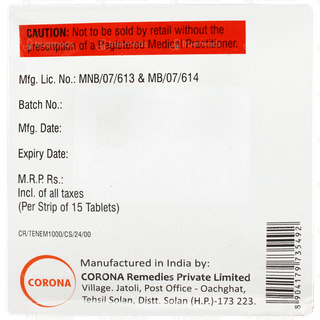 CAUTION: Not to be sold by retail without the
prescription of a Registered Medical Practitioner.
Mfg. Lic. No.: MNB/07/613 & MB/07/614
Batch No.:
Mfg. Date:
Expiry Date:
M.R.P. Rs.:
Incl. of all taxes
(Per Strip of 15 Tablets)
CR/TENEM1000/CS/24/00
Manufactured in India by:
CORONA Remedies Private Limited
Village. Jatoli, Post Office - Oachghat,
Tehsil Solan, Distt. Solan (H.P.)-173 223.
CORONA
8904179735492